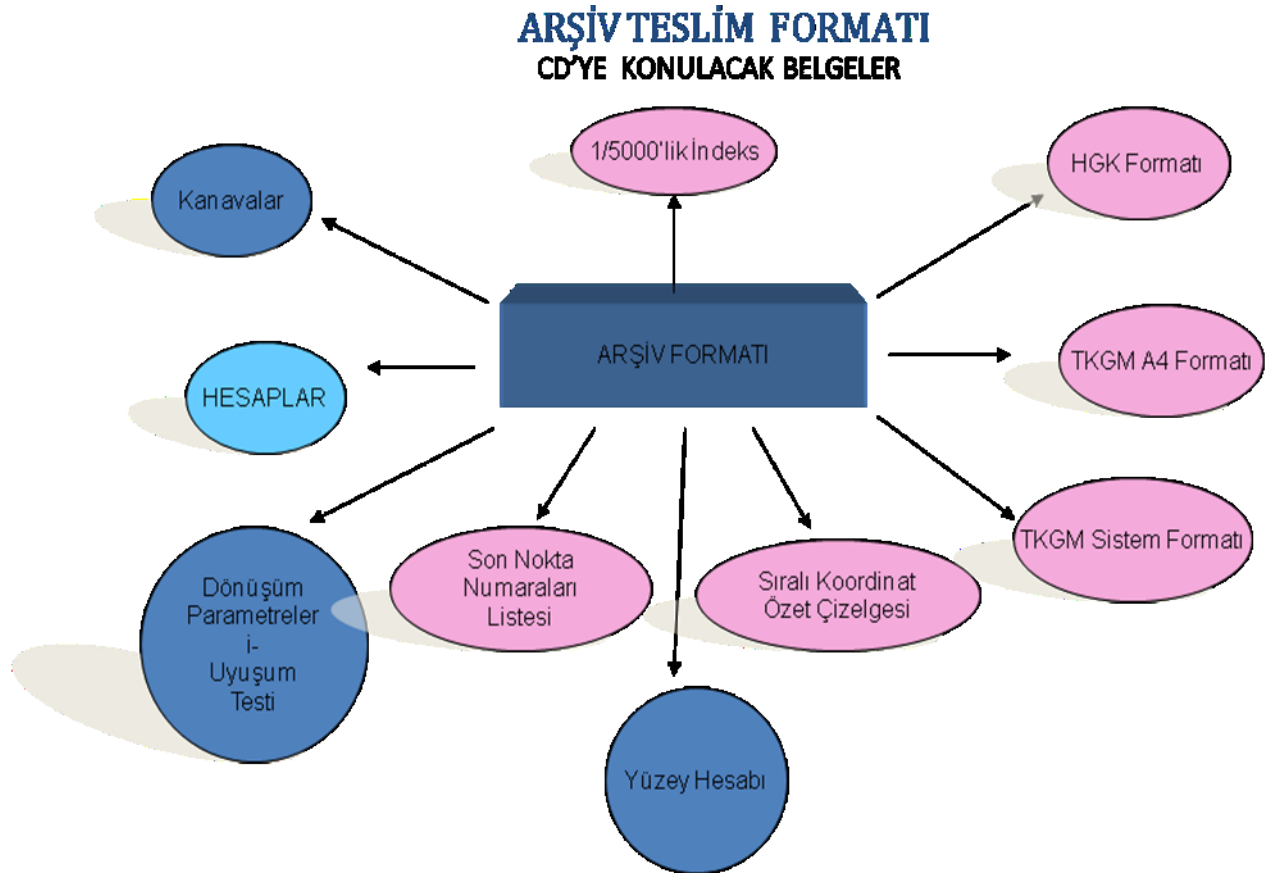 ARŞİV TESLİM FORMATI
CD'YE KONULACAK BELGELER
1/5000'lik İndeks
HGK Formatı
Kanavalar
ARŞİV FORMATI
TKGM A4 Formatı
HESAPLAR
TKGM Sistem Formatı
Dönüşüm
Parametreler
i-
Uyuşum
Testi
Son Nokta
Numaraları
Listesi
Sıralı Koordinat
Özet Çizelgesi
Yüzey Hesabı